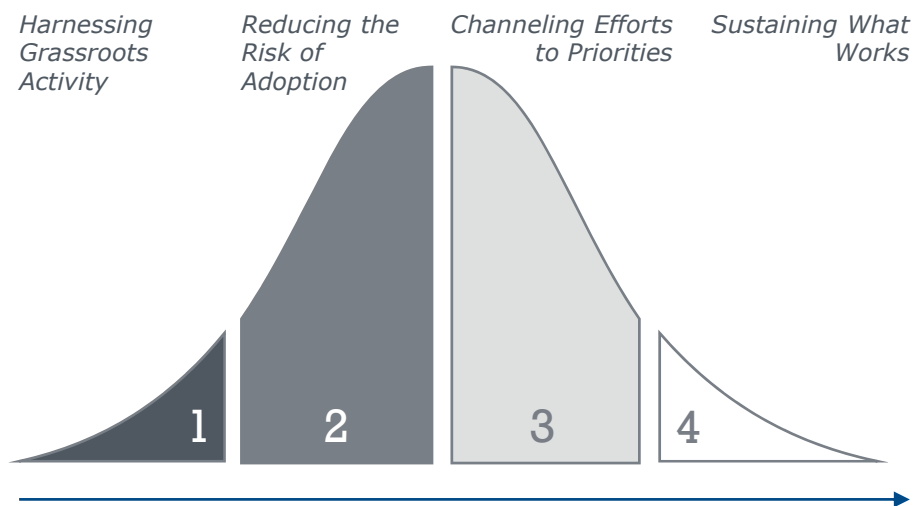 Harnessing
Grassroots
Activity
Reducing the
Risk of
Adoption
Channeling Efforts
to Priorities
Sustaining What
Works
1
2
3
4